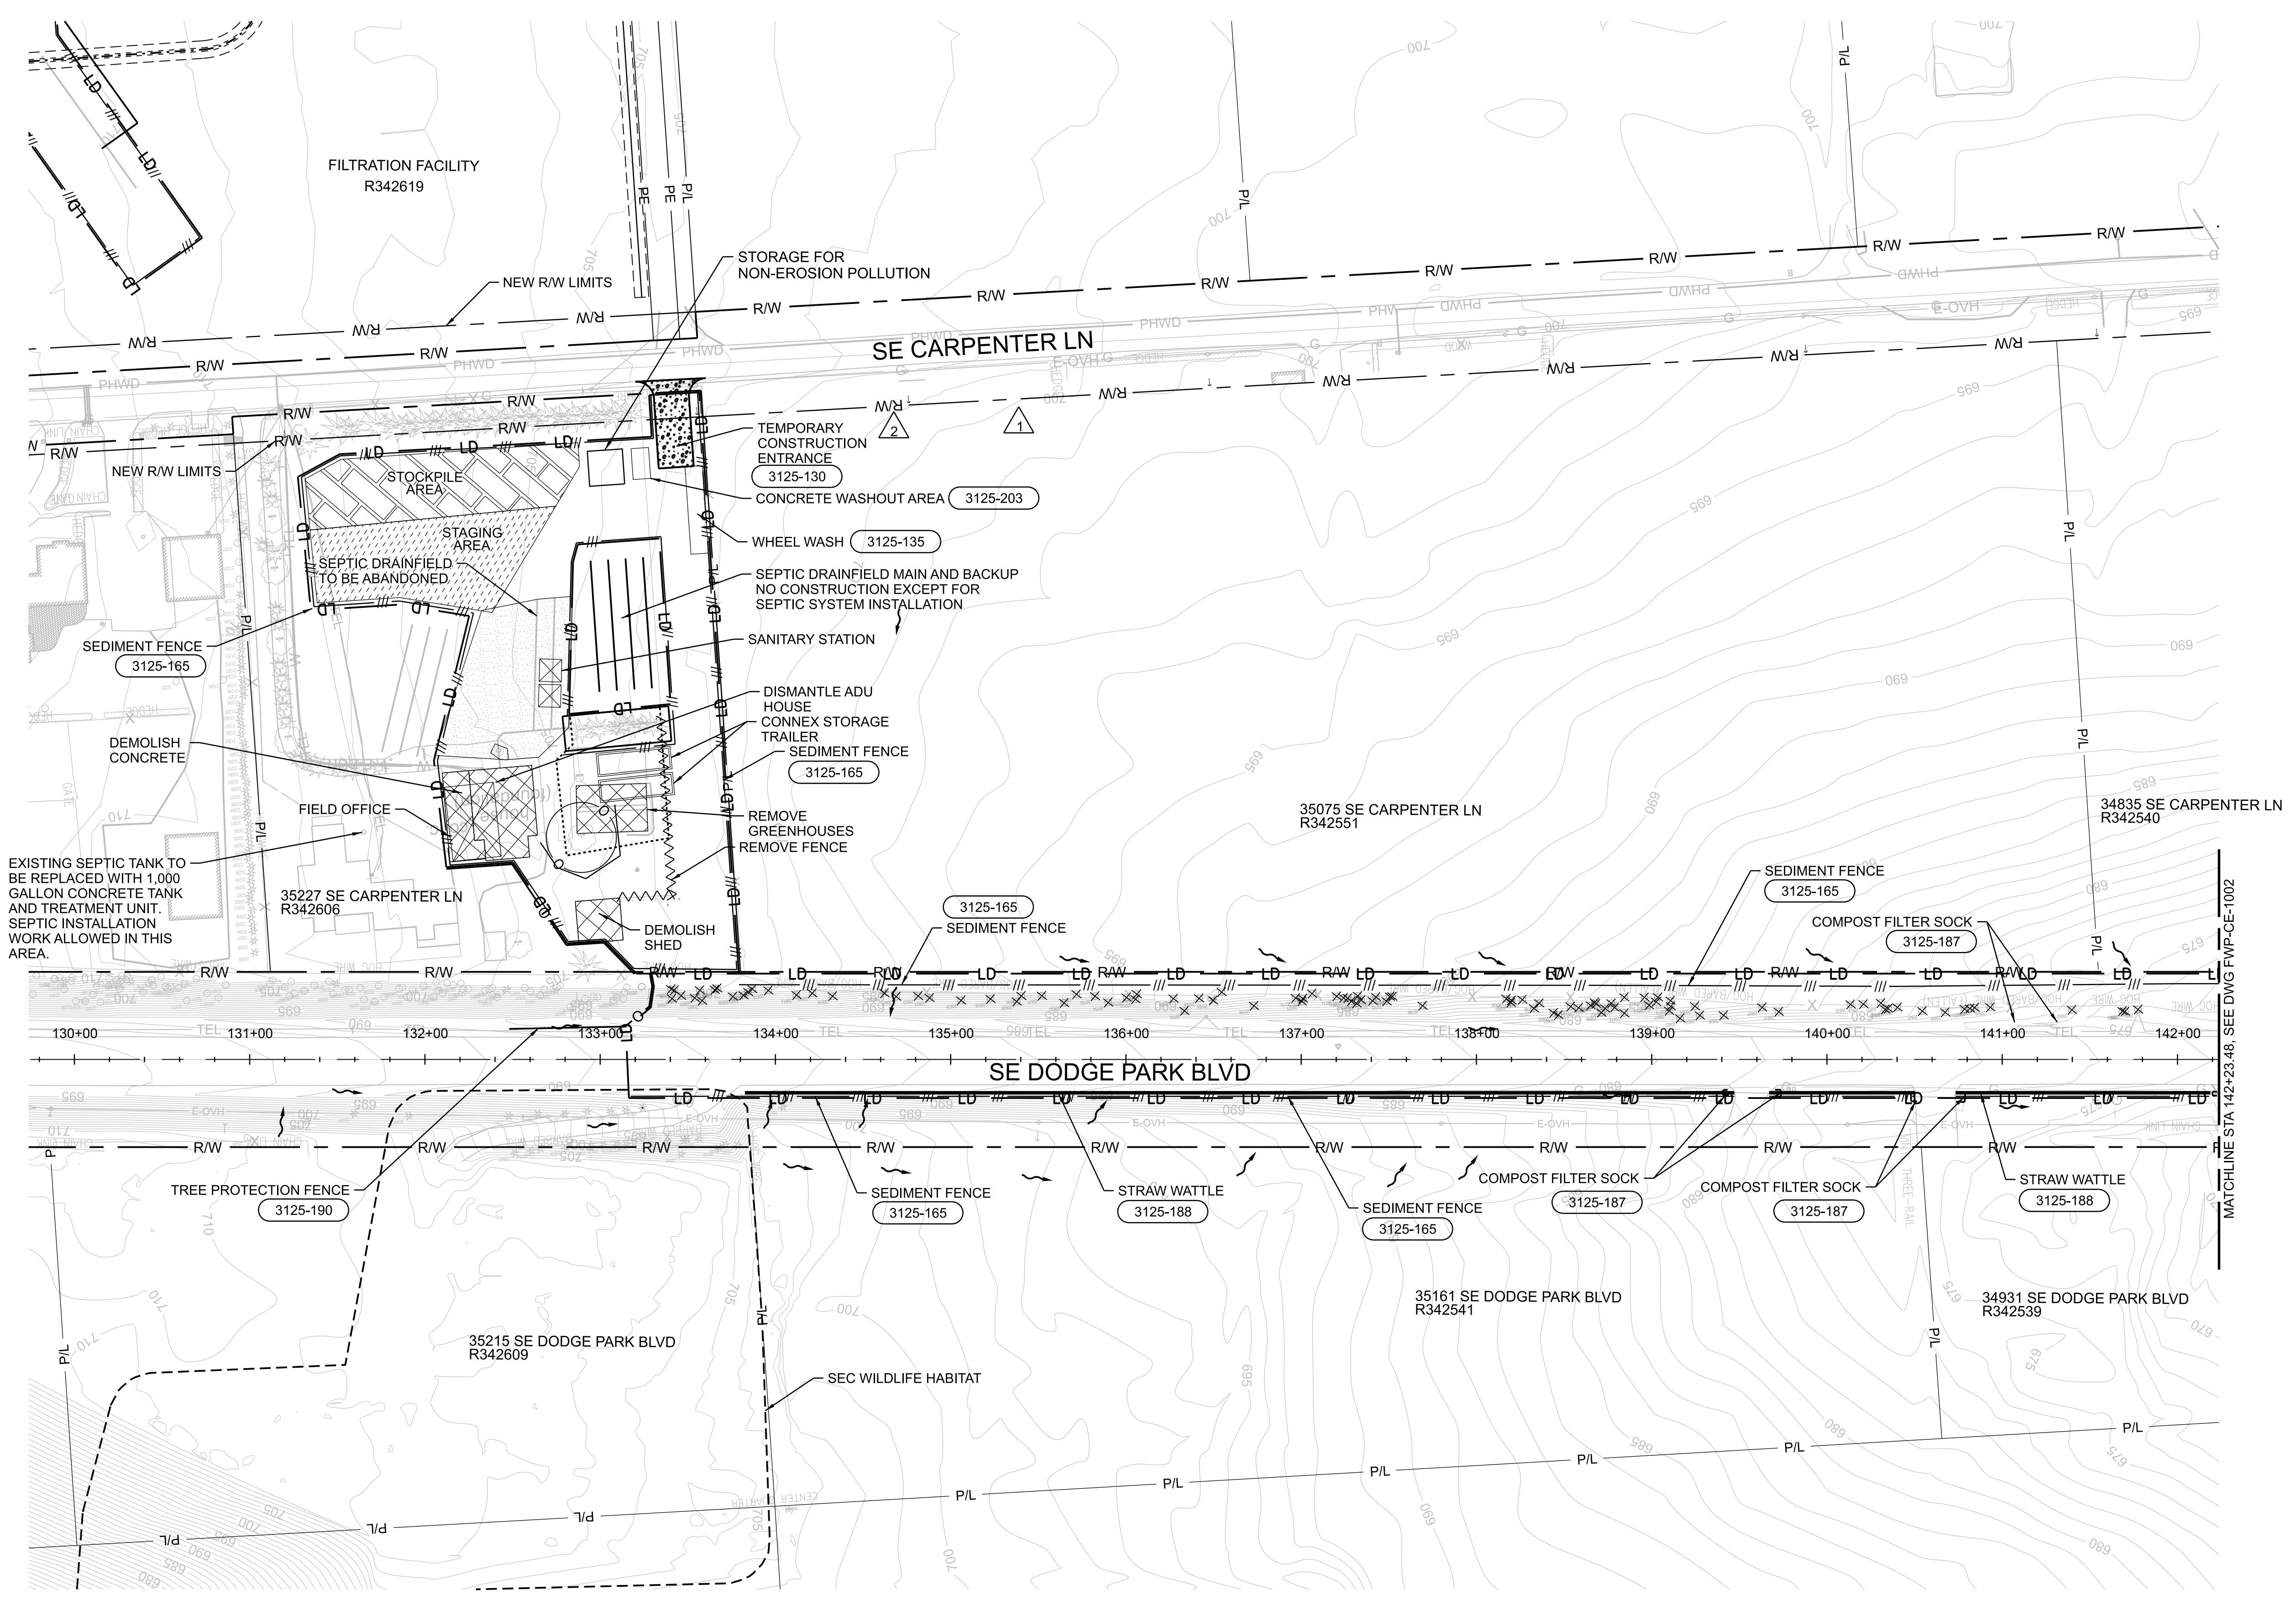 FILTRATION FACILITY
R342619
STORAGE FOR
NON-EROSION POLLUTION
NEW R/W LIMITS
SE CARPENTER LN
NEW R/W LIMITS
STOCKPILE
AREA
STAGING
AREA
TEMPORARY
CONSTRUCTION
ENTRANCE
3125-130
2
1
CONCRETE WASHOUT AREA 3125-203
WHEEL WASH 3125-135
SEPTIC DRAINFIELD
TO BE ABANDONED
SEPTIC DRAINFIELD MAIN AND BACKUP
NO CONSTRUCTION EXCEPT FOR
SEPTIC SYSTEM INSTALLATION
SANITARY STATION
SEDIMENT FENCE
3125-165
DISMANTLE ADU
HOUSE
CONNEX STORAGE
TRAILER
SEDIMENT FENCE
3125-165
DEMOLISH
CONCRETE
FIELD OFFICE
REMOVE
GREENHOUSES
REMOVE FENCE
EXISTING SEPTIC TANK TO
BE REPLACED WITH 1,000
GALLON CONCRETE TANK
AND TREATMENT UNIT.
SEPTIC INSTALLATION
WORK ALLOWED IN THIS
AREA.
35227 SE CARPENTER LN
R342606
DEMOLISH
SHED
3125-165
SEDIMENT FENCE
35075 SE CARPENTER LN
R342551
34835 SE CARPENTER LN
R342540
SEDIMENT FENCE
3125-165
COMPOST FILTER SOCK
3125-187
MATCHLINE STA 142+23.48, SEE DWG FWP-CE-1002
130+00 131+00 132+00 133+00 134+00 135+00 136+00 137+00 138+00 139+00 140+00 141+00 142+00
SE DODGE PARK BLVD
TREE PROTECTION FENCE
3125-190
SEDIMENT FENCE
3125-165
STRAW WATTLE
3125-188
SEDIMENT FENCE
3125-165
COMPOST FILTER SOCK
3125-187
COMPOST FILTER SOCK
3125-187
STRAW WATTLE
3125-188
35215 SE DODGE PARK BLVD
R342609
SEC WILDLIFE HABITAT
35161 SE DODGE PARK BLVD
R342541
34931 SE DODGE PARK BLVD
R342539